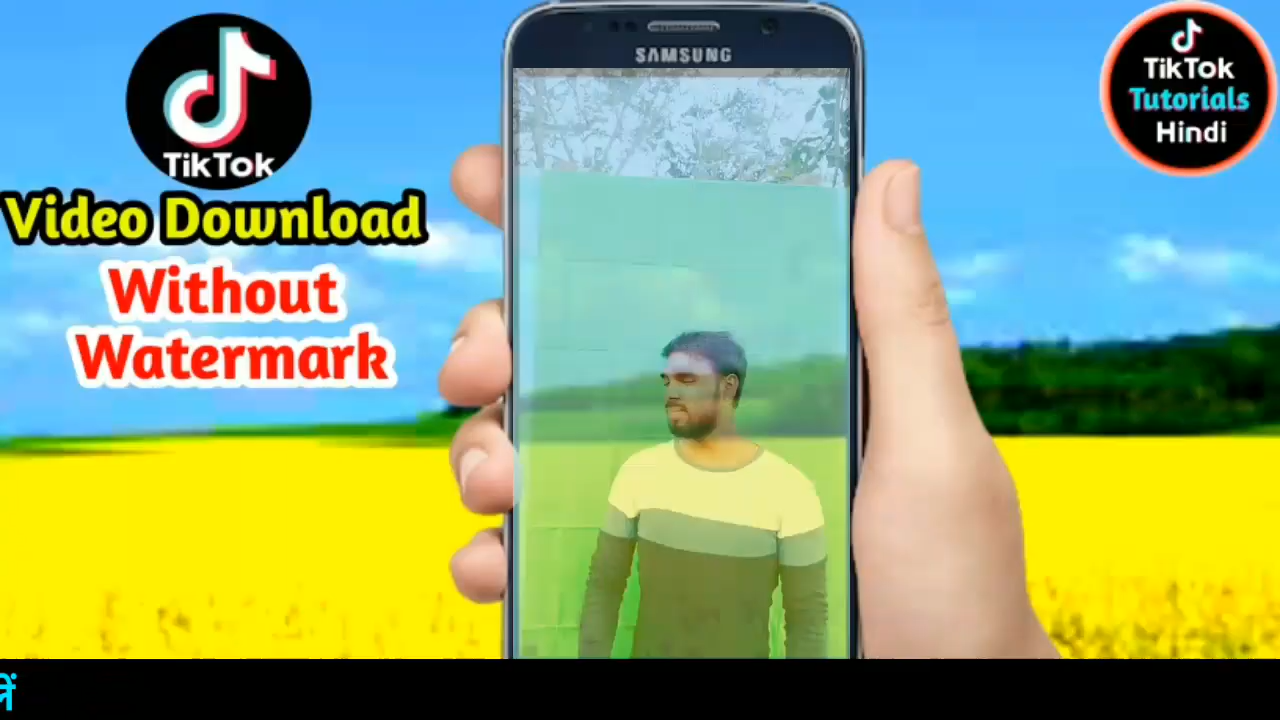 TikTok
Video Download
Without
Watermark
SAMSUNG
TikTok
Tutorials
Hindi